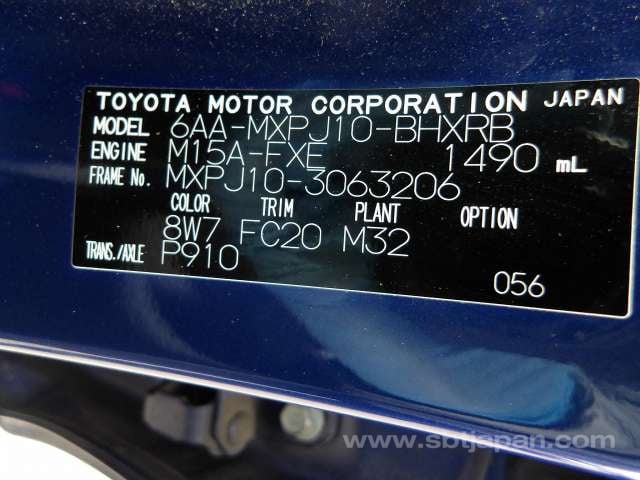 TOYOTA MOTOR CORPORATION JAPAN
MODEL 6AA-MXPJ10-BHXRB
ENGINE M15A-FXE 1490 mL
FRAME No. MXPJ10-3063206
COLOR TRIM PLANT OPTION
8W7 FC20 M32
TRANS./AXLE P910
056
www.sbtjapan.com